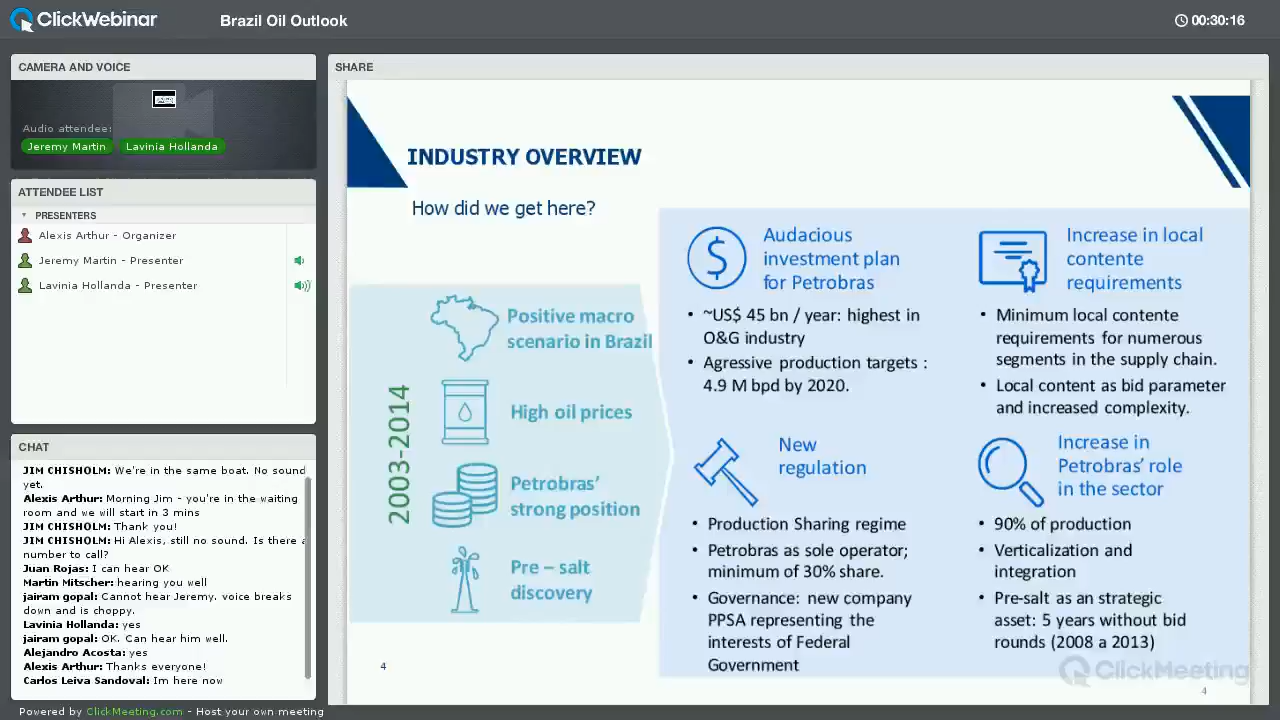 ClickWebinar
Brazil Oil Outlook
00:30:16
CAMERA AND VOICE
Audio attendees:
Jeremy Martin
Lavinia Hollanda
ATTENDEE LIST
PRESENTERS
Alexis Arthur - Organizer
Jeremy Martin - Presenter
Lavinia Hollanda - Presenter
CHAT
JIM CHISHOLM: We're in the same boat. No sound
yet.
Alexis Arthur: Morning Jim - you're in the waiting
room and we will start in 3 mins
JIM CHISHOLM: Thank you!
JIM CHISHOLM: Hi Alexis, still no sound. Is there a
number to call?
Juan Rojas: I can hear OK
Martin Mitscher: hearing you well
jairam gopal: Cannot hear Jeremy. voice breaks
down and is choppy.
Lavinia Hollanda: yes
jairam gopal: OK. Can hear him well.
Alejandro Acosta: yes
Alexis Arthur: Thanks everyone!
Carlos Leiva Sandoval: Im here now
Powered by ClickMeeting.com - Host your own meeting
SHARE
INDUSTRY OVERVIEW
How did we get here?
2003-2014
Positive macro
scenario in Brazil
High oil prices
Petrobras'
strong position
Pre – salt
discovery
4
$
Audacious
investment plan
for Petrobras
• ~US$ 45 bn / year: highest in
O&G industry
• Agressive production targets :
4.9 M bpd by 2020.
Increase in local
contente
requirements
• Minimum local contente
requirements for numerous
segments in the supply chain.
• Local content as bid parameter
and increased complexity.
New
regulation
• Production Sharing regime
• Petrobras as sole operator;
minimum of 30% share.
• Governance: new company
PPSA representing the
interests of Federal
Government
Increase in
Petrobras' role
in the sector
• 90% of production
• Verticalization and
integration
• Pre-salt as an strategic
asset: 5 years without bid
rounds (2008 a 2013)
ClickMeeting
4